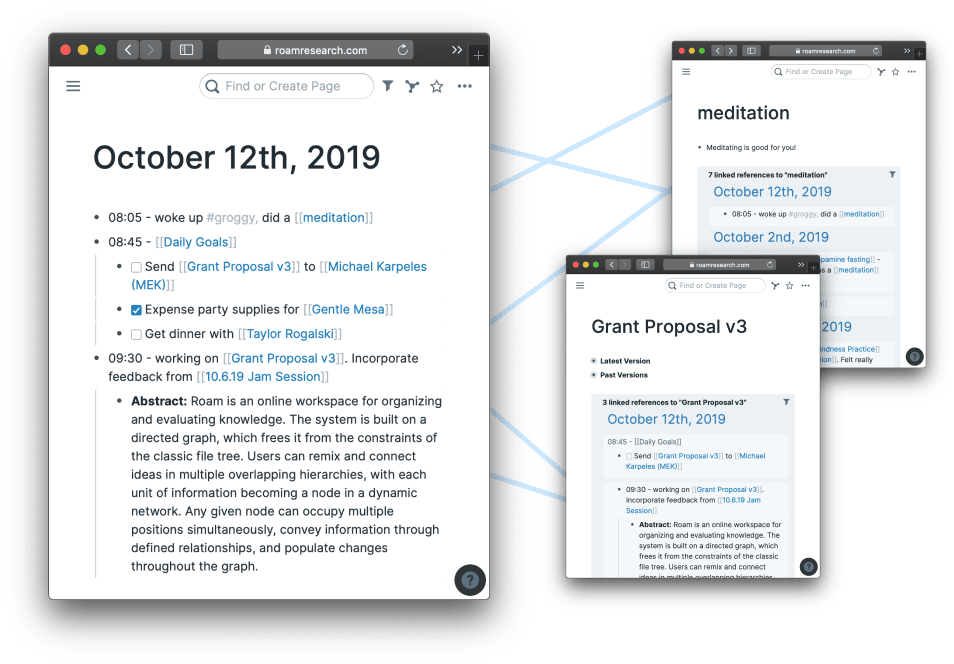 roamresearch.com
Find or Create Page
October 12th, 2019
08:05 - woke up #groggy, did a [[meditation]]
08:45 - [[Daily Goals]]
Send [[Grant Proposal v3]] to [[Michael Karpeles
(MEK)]]
Expense party supplies for [[Gentle Mesa]]
Get dinner with [[Taylor Rogalski]]
09:30 - working on [[Grant Proposal v3]]. Incorporate
feedback from [[10.6.19 Jam Session]]
Abstract: Roam is an online workspace for organizing
and evaluating knowledge. The system is built on a
directed graph, which frees it from the constraints of
the classic file tree. Users can remix and connect
ideas in multiple overlapping hierarchies, with each
unit of information becoming a node in a dynamic
network. Any given node can occupy multiple
positions simultaneously, convey information through
defined relationships, and populate changes
throughout the graph.
?
roamresearch.com
Find or Create Page
meditation
Meditating is good for you!
7 linked references to "meditation"
October 12th, 2019
08:05 - woke up #groggy, did a [[meditation]]
October 2nd, 2019
fasting]] -
a [[meditation]]
2019
Practice]]
. Felt really
?
roamresearch.com
Find or Create Page
Grant Proposal v3
Latest Version
Past Versions
3 linked references to "Grant Proposal v3"
October 12th, 2019
08:45 - [[Daily Goals]]
Send [[Grant Proposal v3]] to [[Michael
Karpeles (MEK)]]
09:30 - working on [[Grant Proposal v3]].
Incorporate feedback from [[10.6.19 Jam
Session]]
Abstract: Roam is an online workspace for
organizing and evaluating knowledge. The
system is built on a directed graph, which
frees it from the constraints of the classic
file tree. Users can remix and connect
ideas in multiple overlapping hierarchies,
?